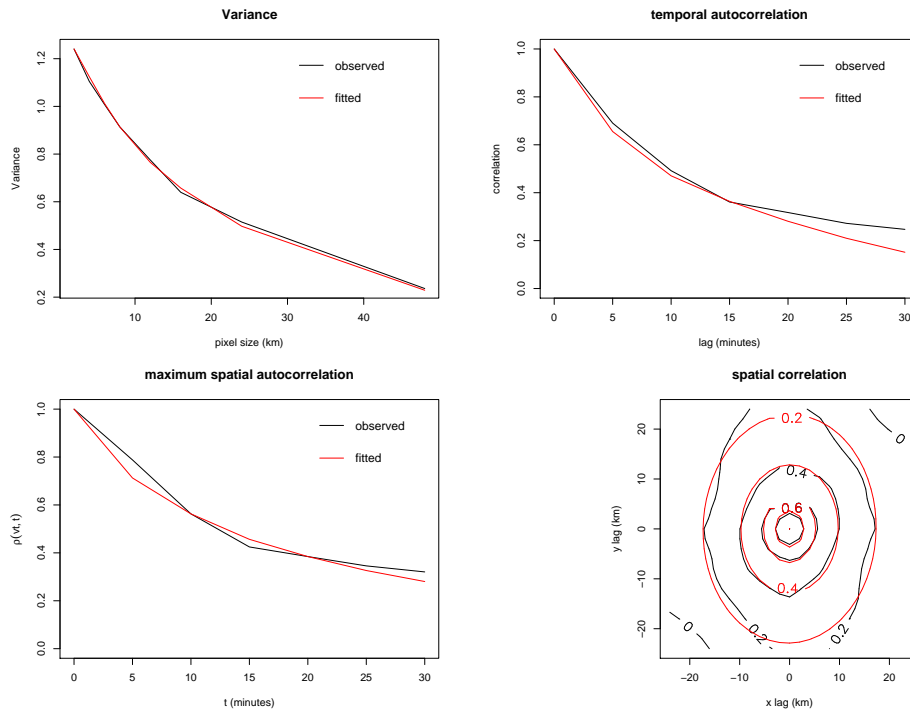 Variance
Variance
0.2 0.4 0.6 0.8 1.0 1.2
observed
fitted
10 20 30 40
pixel size (km)
temporal autocorrelation
correlation
0.0 0.2 0.4 0.6 0.8 1.0
observed
fitted
0 5 10 15 20 25 30
lag (minutes)
maximum spatial autocorrelation
ρ(vt, t)
0.0 0.2 0.4 0.6 0.8 1.0
observed
fitted
0 5 10 15 20 25 30
t (minutes)
spatial correlation
y lag (km)
−20 −10 0 10 20
0.2
0
0.4
0.6
0.4
0
0.2
0.2
−20 −10 0 10 20
x lag (km)